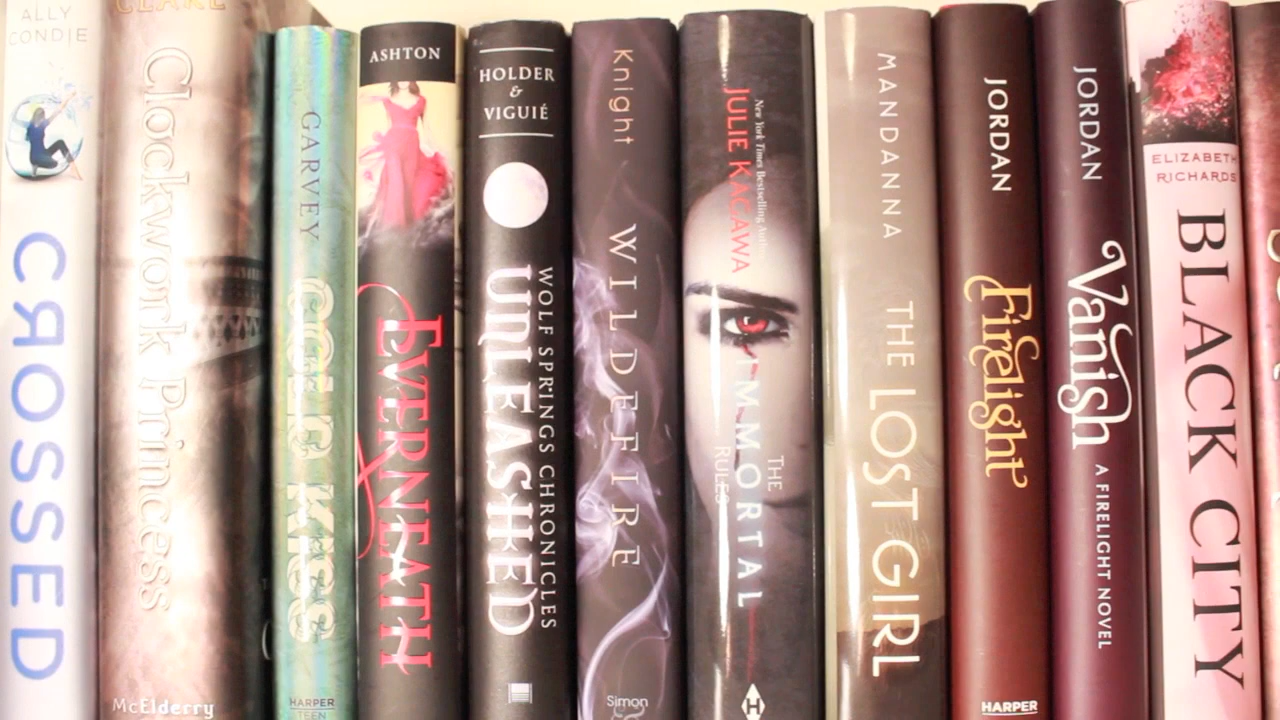 ALLY
CONDIE
CROSSED
CLARE
Clockwork Princess
McElderry
GARVEY
COLD KISS
HARPER
TEEN
ASHTON
EVERNEATH
HOLDER
&
VIGUIÉ
WOLF SPRINGS CHRONICLES
UNLEASHED
Knight
WILDEFIRE
Simon
New York Times Bestselling Author
JULIE KAGAWA
THE
IMMORTAL
RULES
H
MANDANNA
THE LOST GIRL
JORDAN
Firelight
HARPER
JORDAN
Vanish
A FIRELIGHT NOVEL
ELIZABETH
RICHARDS
BLACK CITY